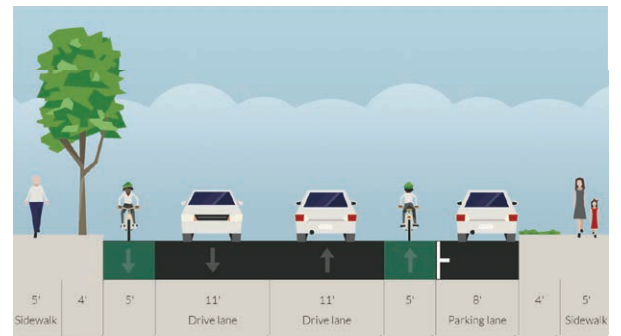 5' 4' 5' 11' 11' 5' 8' 4' 5'
Sidewalk Drive lane Drive lane Parking lane Sidewalk